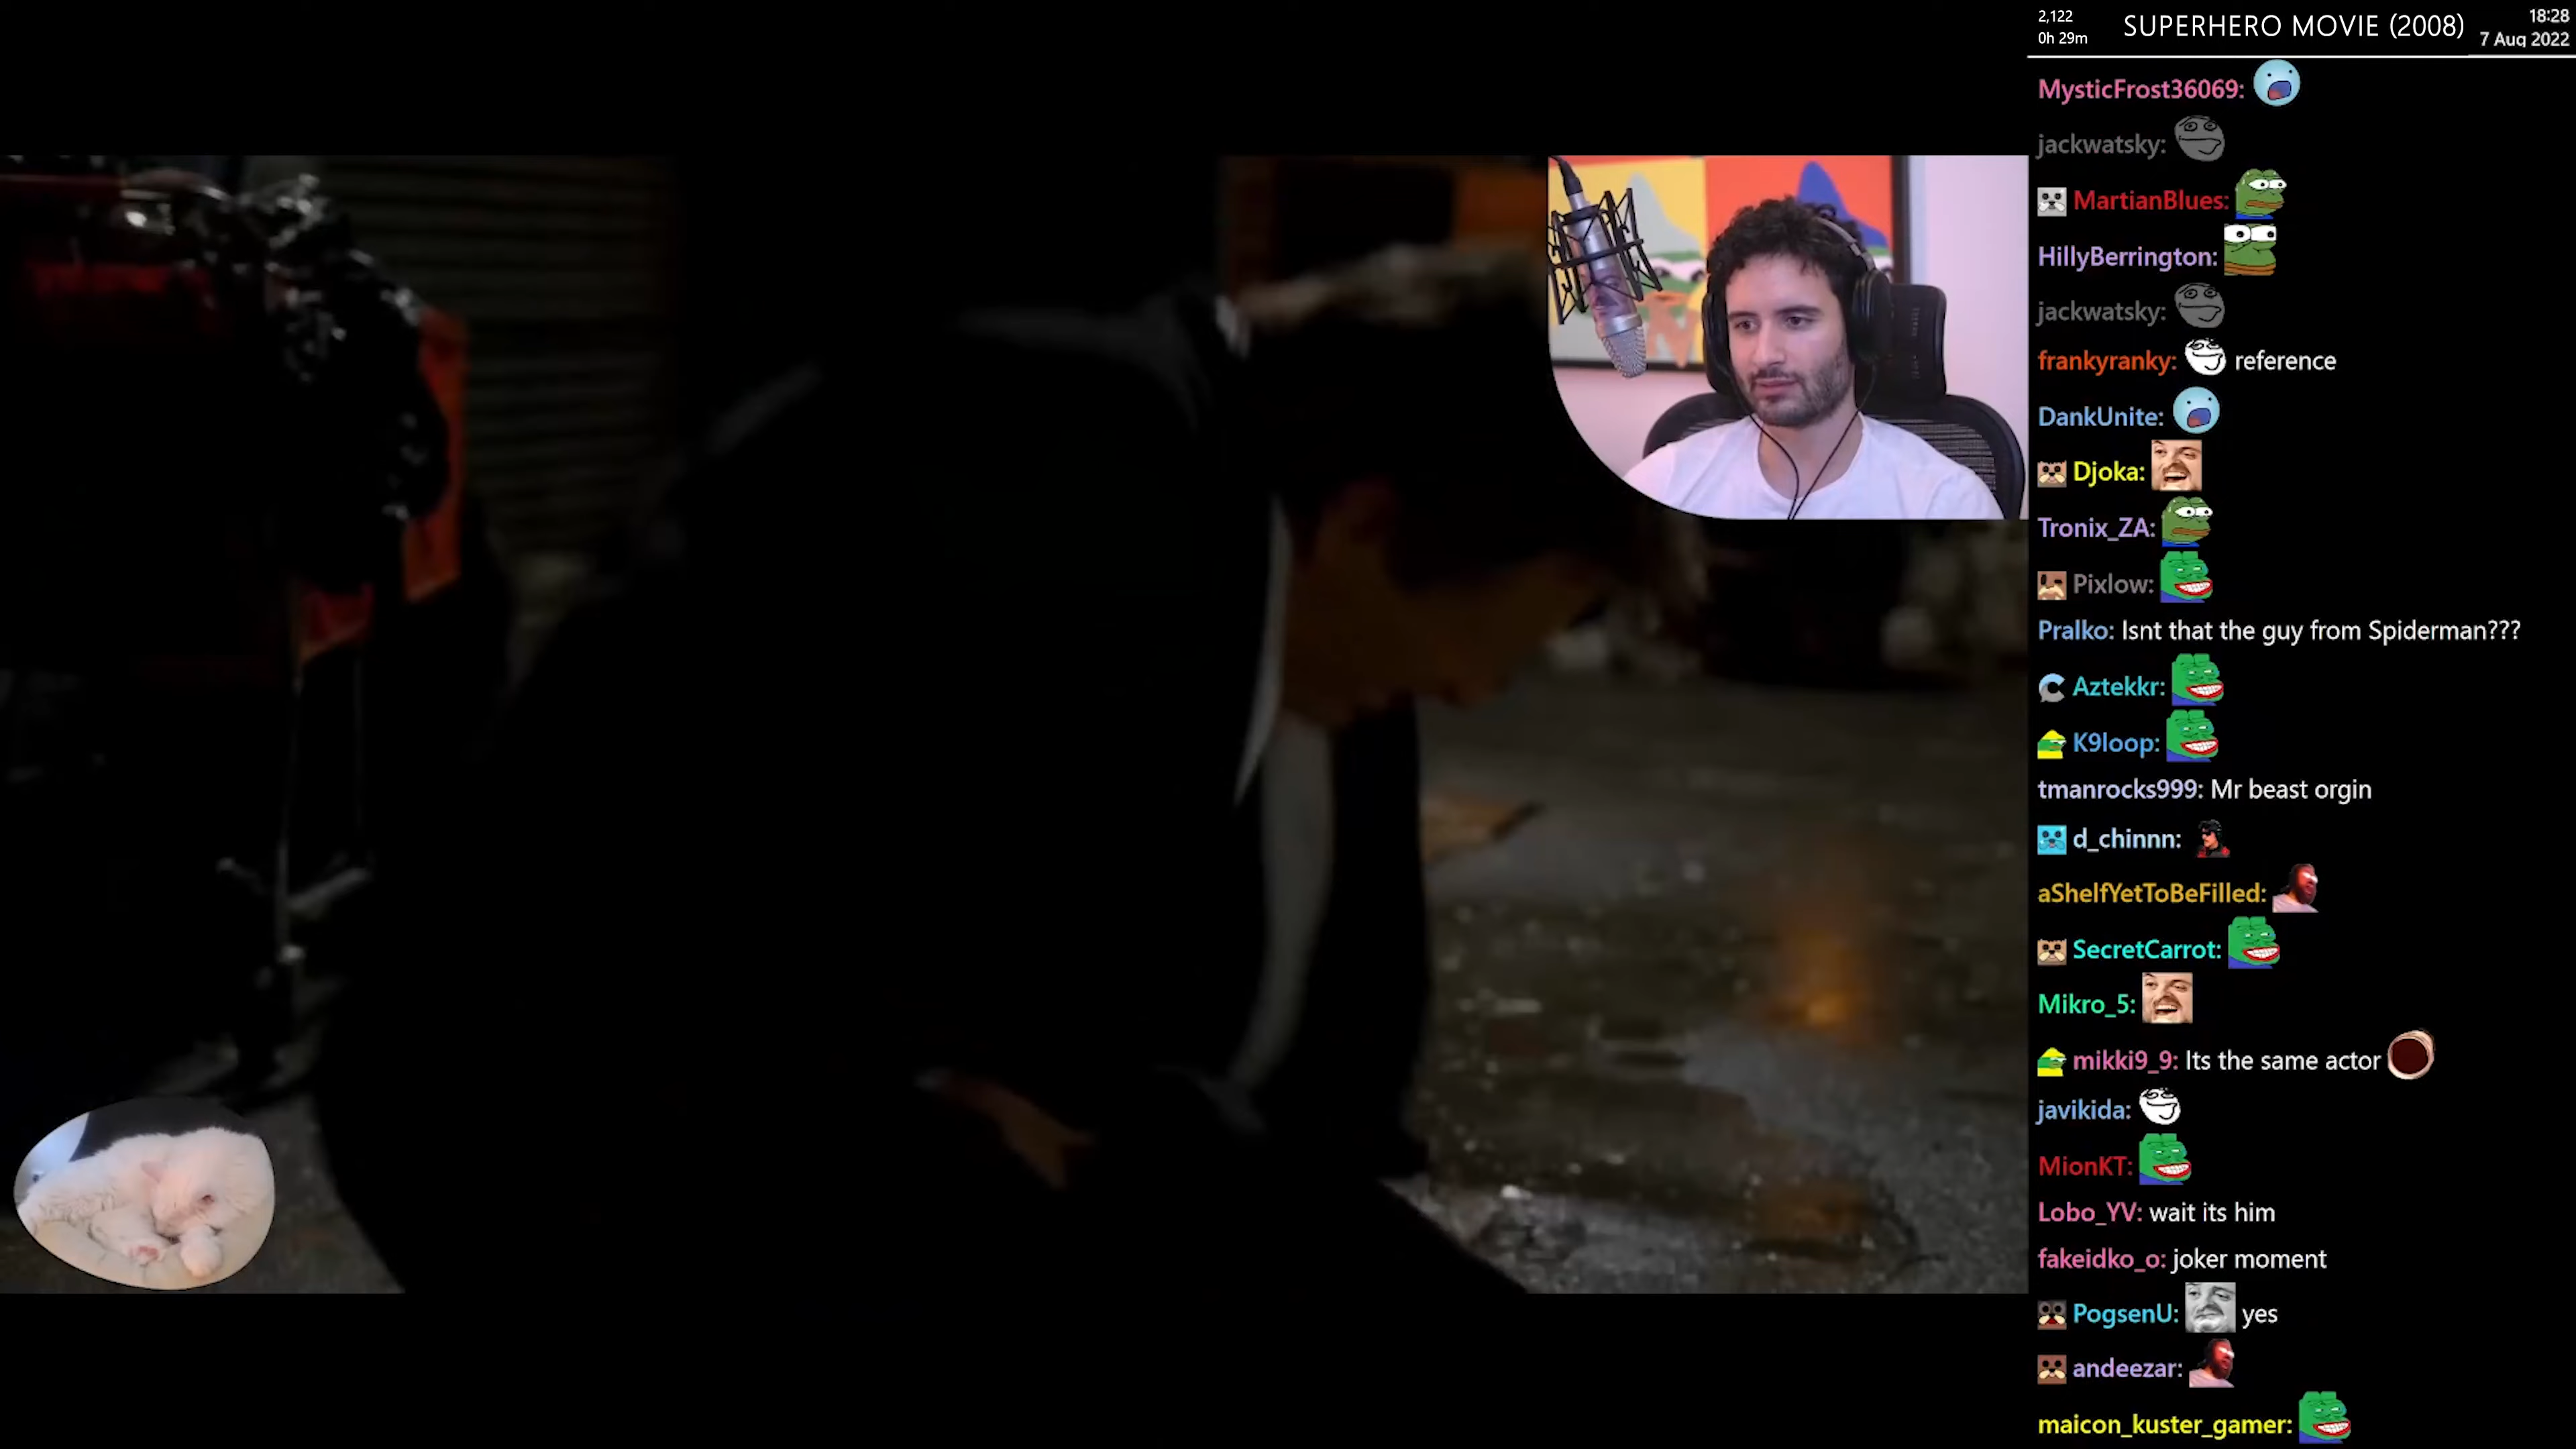 2,122
0h 29m
SUPERHERO MOVIE (2008)
18:28
7 Aug 2022
MysticFrost36069:
jackwatsky:
MartianBlues:
HillyBerrington:
jackwatsky:
frankyranky: reference
DankUnite:
Djoka:
Tronix_ZA:
Pixlow:
Pralko: Isnt that the guy from Spiderman???
Aztekkr:
K9loop:
tmanrocks999: Mr beast orgin
d_chinnn:
aShelfYetToBeFilled:
SecretCarrot:
Mikro_5:
mikki9_9: Its the same actor
javikida:
MionKT:
Lobo_YV: wait its him
fakeidko_o: joker moment
PogsenU: yes
andeezar:
maicon_kuster_gamer: